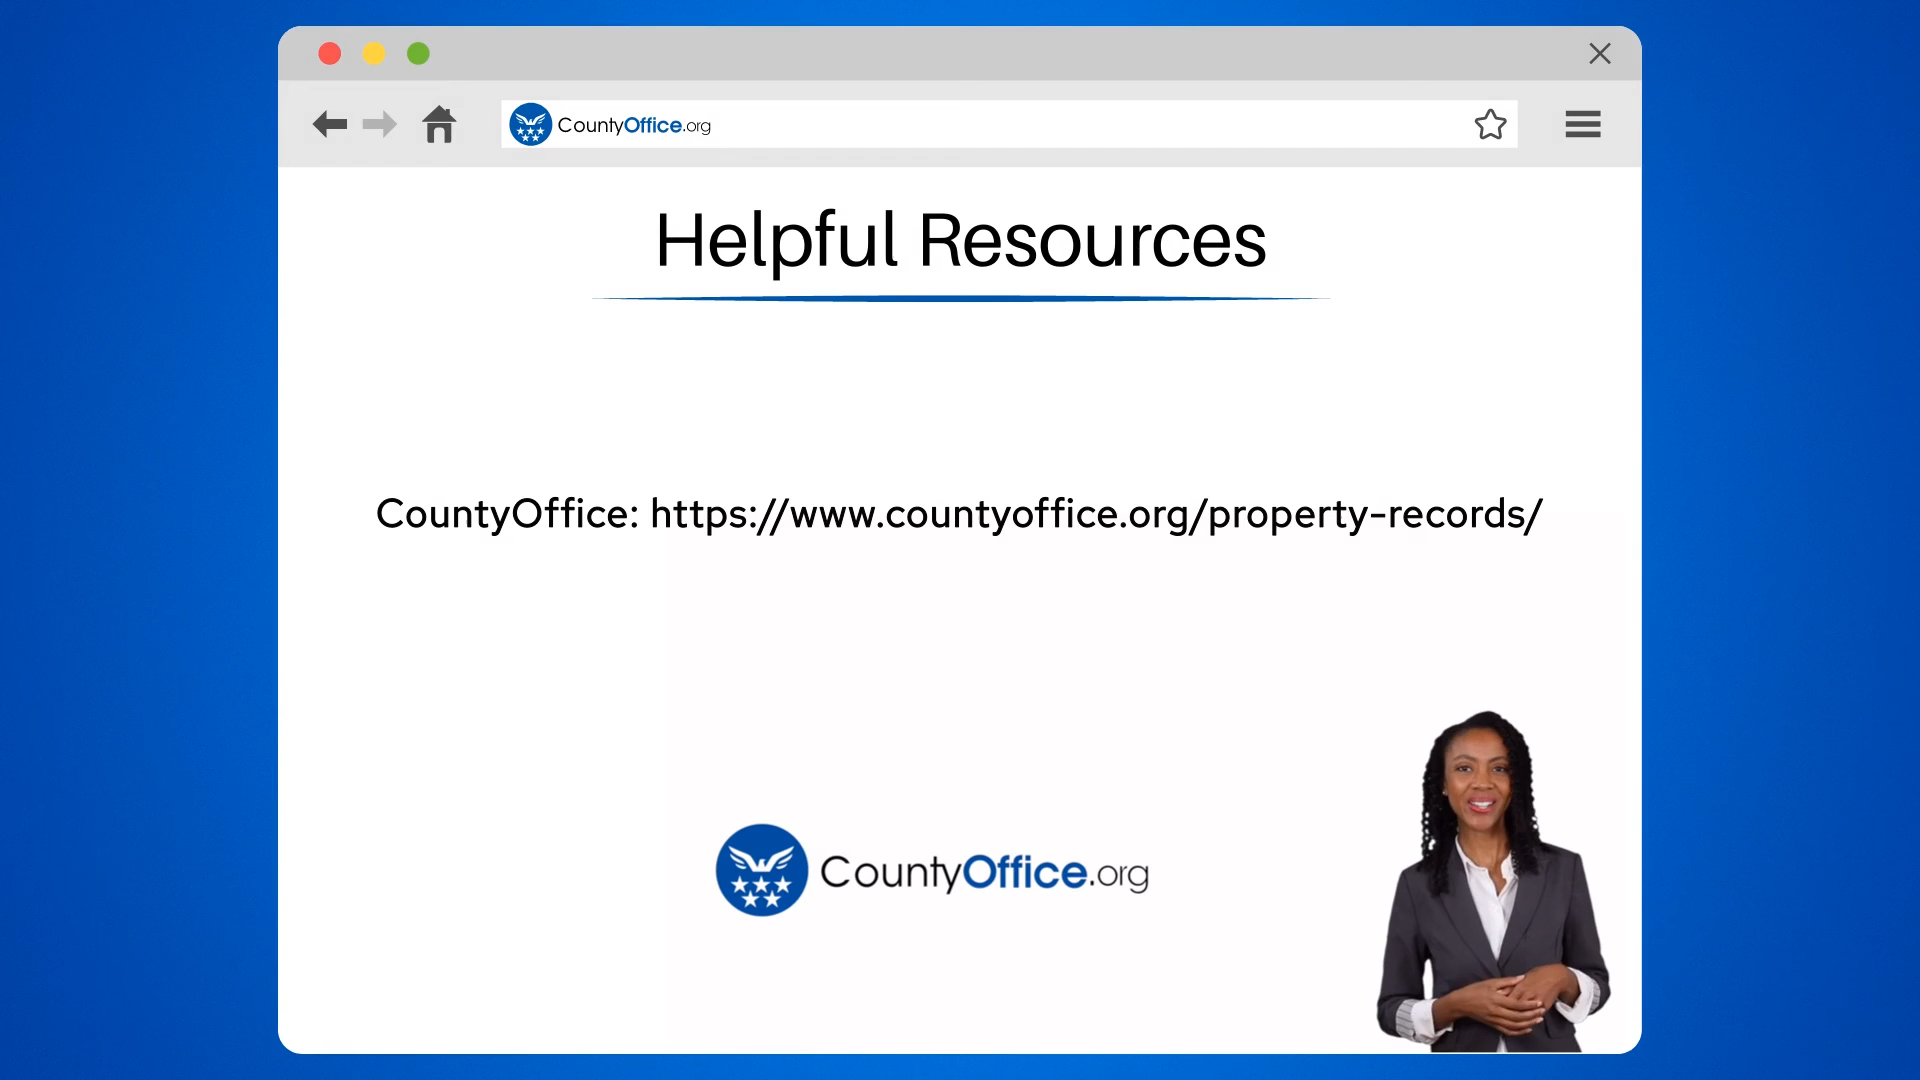 CountyOffice.org
Helpful Resources
CountyOffice: https://www.countyoffice.org/property-records/
CountyOffice.org